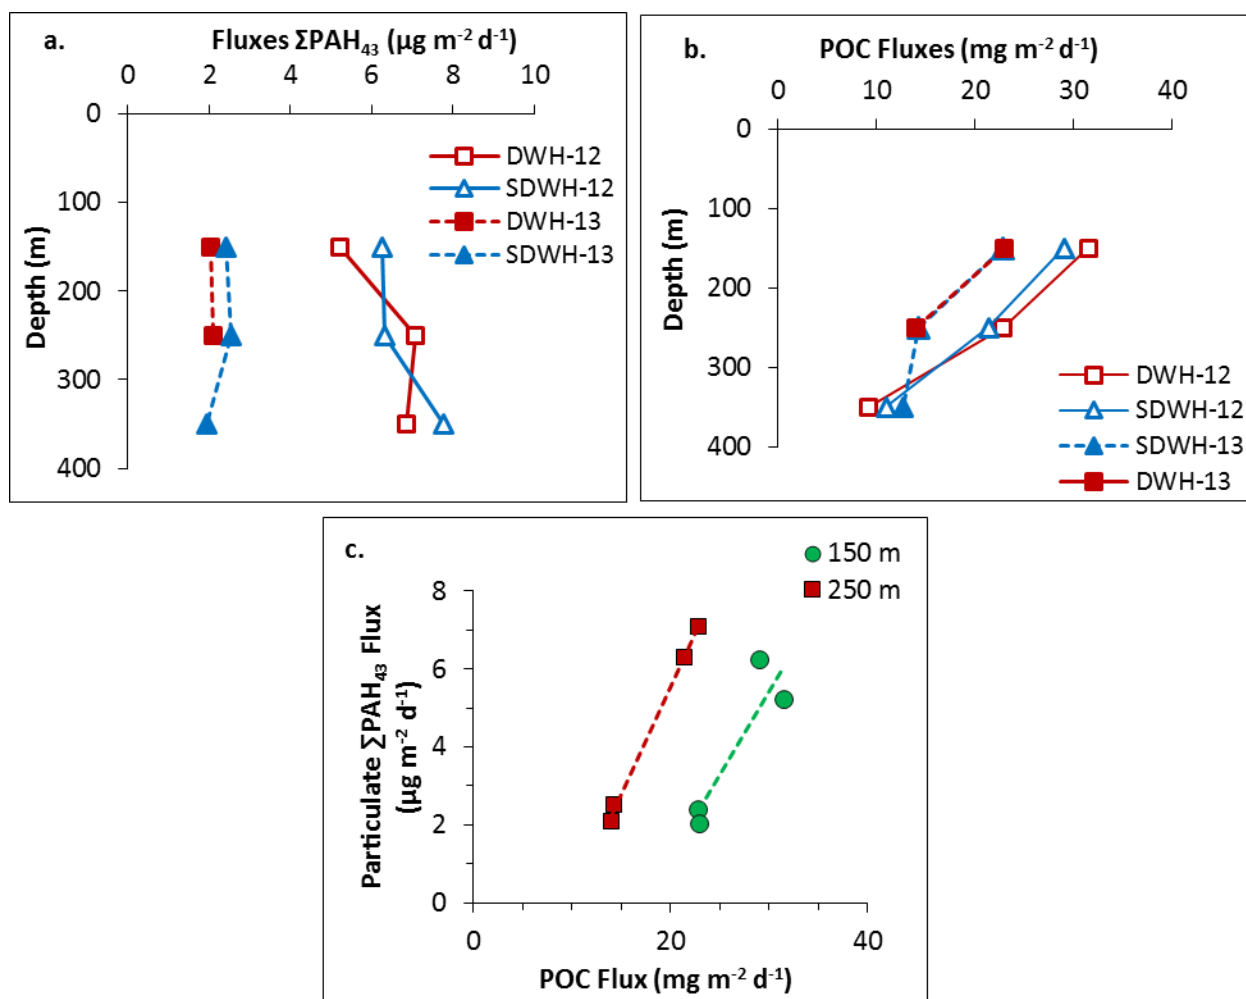 a.
Fluxes ΣPAH₄₃ (µg m⁻² d⁻¹)
0 2 4 6 8 10
0
100
200
300
400
Depth (m)
DWH-12
SDWH-12
DWH-13
SDWH-13
b.
POC Fluxes (mg m⁻² d⁻¹)
0 10 20 30 40
0
100
200
300
400
Depth (m)
DWH-12
SDWH-12
SDWH-13
DWH-13
c.
150 m
250 m
Particulate ∑PAH₄₃ Flux
(µg m⁻² d⁻¹)
8
6
4
2
0
0 20 40
POC Flux (mg m⁻² d⁻¹)